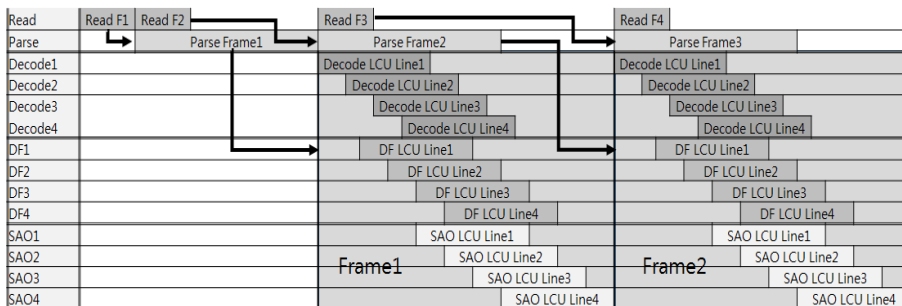 Read Read F1 Read F2 Read F3 Read F4
Parse Parse Frame1 Parse Frame2 Parse Frame3
Decode1 Decode LCU Line1 Decode LCU Line1
Decode2 Decode LCU Line2 Decode LCU Line2
Decode3 Decode LCU Line3 Decode LCU Line3
Decode4 Decode LCU Line4 Decode LCU Line4
DF1 DF LCU Line1 DF LCU Line1
DF2 DF LCU Line2 DF LCU Line2
DF3 DF LCU Line3 DF LCU Line3
DF4 DF LCU Line4 DF LCU Line4
SAO1 SAO LCU Line1 SAO LCU Line1
SAO2 SAO LCU Line2 SAO LCU Line2
Frame1 Frame2
SAO3 SAO LCU Line3 SAO LCU Line3
SAO4 SAO LCU Line4 SAO LCU Line4